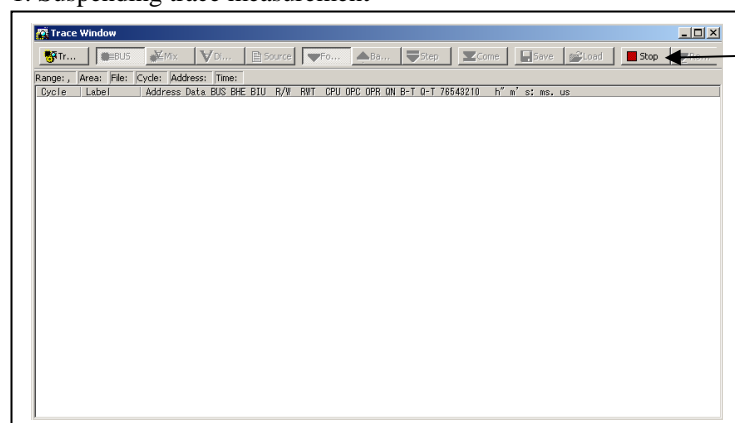 1. Suspending trace measurement
Trace Window
Tr... BUS Mix Di... Source Fo... Ba... Step Come Save Load Stop
Range: , Area: File: Cycle: Address: Time:
Cycle Label Address Data BUS BHE BIU R/W RWT CPU OPC OPR QN B-T Q-T 76543210 h" m' s: ms. us